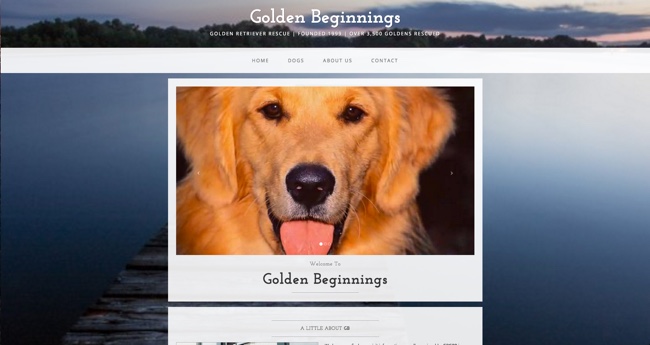 Golden Beginnings
GOLDEN RETRIEVER RESCUE | FOUNDED 1998 | OVER 3,500 GOLDENS RESCUED
HOME DOGS ABOUT US CONTACT
Welcome To
Golden Beginnings
A LITTLE ABOUT GB